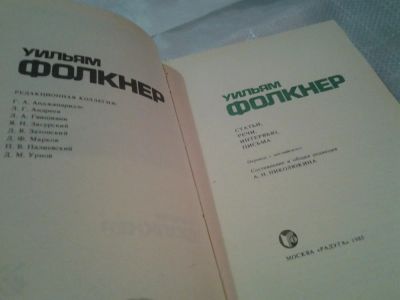 УИЛЬЯМ
ФОЛКНЕР
РЕДАКЦИОННАЯ КОЛЛЕГИЯ:
Г. А. Анджапаридзе
Л. Г. Андреев
Я. Н. Засурский
Д. В. Затонский
Д. Ф. Марков
П. В. Палиевский
Д. М. Урнов
УИЛЬЯМ
ФОЛКНЕР
СТАТЬИ,
РЕЧИ,
ИНТЕРВЬЮ,
ПИСЬМА
Перевод с английского
Составление и общая редакция
А. Н. НИКОЛЮКИНА
МОСКВА «РАДУГА» 1985